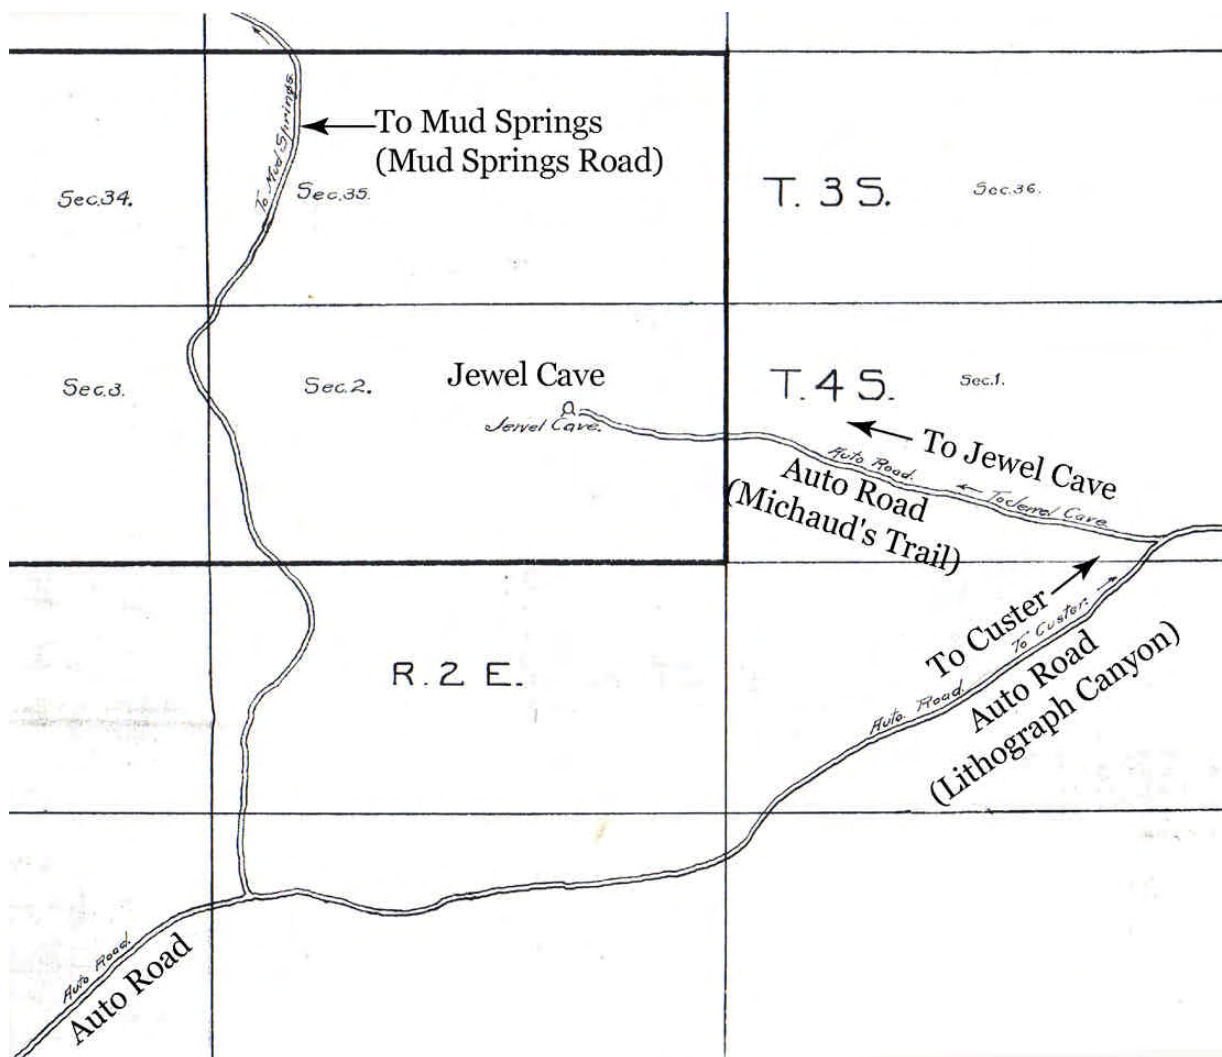 To Mud Springs.
To Mud Springs
(Mud Springs Road)
Sec.34.
Sec.35.
T. 3 S.
Sec.36.
Sec.3.
Sec.2.
Jewel Cave
Jewel Cave.
T. 4 S.
Sec.1.
To Jewel Cave
Auto Road.
To Jewel Cave
Auto Road
(Michaud's Trail)
To Custer
To Custer.
R. 2 E.
Auto Road.
Auto Road
(Lithograph Canyon)
Auto Road.
Auto Road